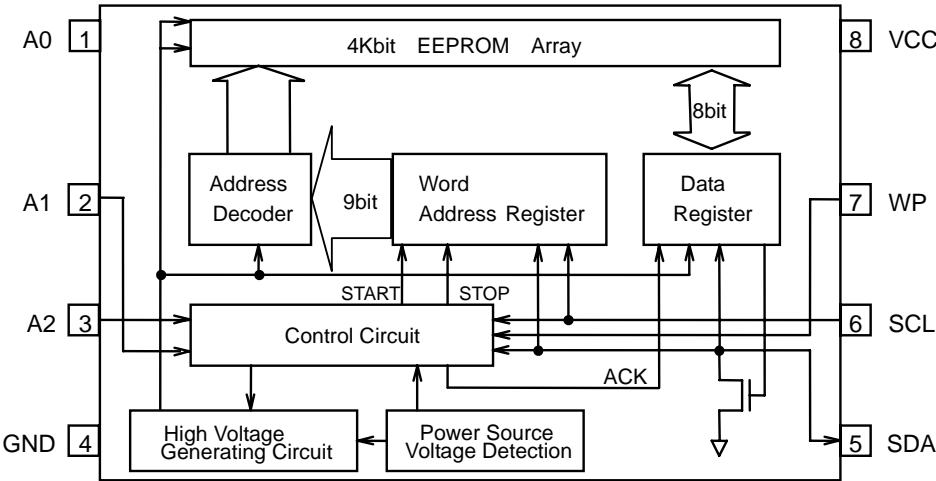 A0 1 4Kbit EEPROM Array 8 VCC
8bit
A1 2 Address Decoder 9bit Word Address Register Data Register 7 WP
START STOP
A2 3 Control Circuit 6 SCL
ACK
GND 4 High Voltage Generating Circuit Power Source Voltage Detection 5 SDA